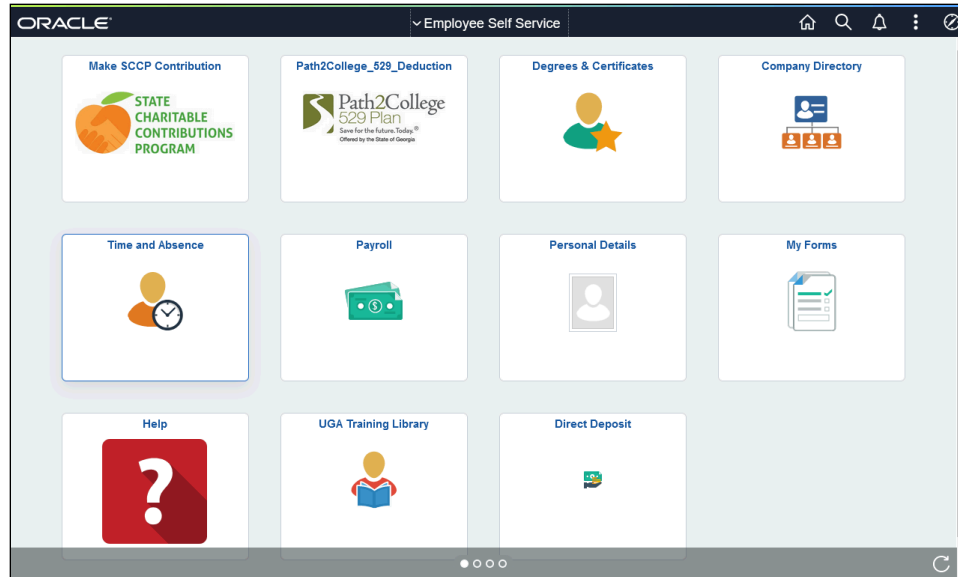 ORACLE
Employee Self Service
Make SCCP Contribution
STATE
CHARITABLE
CONTRIBUTIONS
PROGRAM
Path2College_529_Deduction
Path2College
529 Plan
Save for the future, Today.®
Offered by the State of Georgia
Degrees & Certificates
Company Directory
Time and Absence
Payroll
$
Personal Details
My Forms
Help
?
UGA Training Library
Direct Deposit